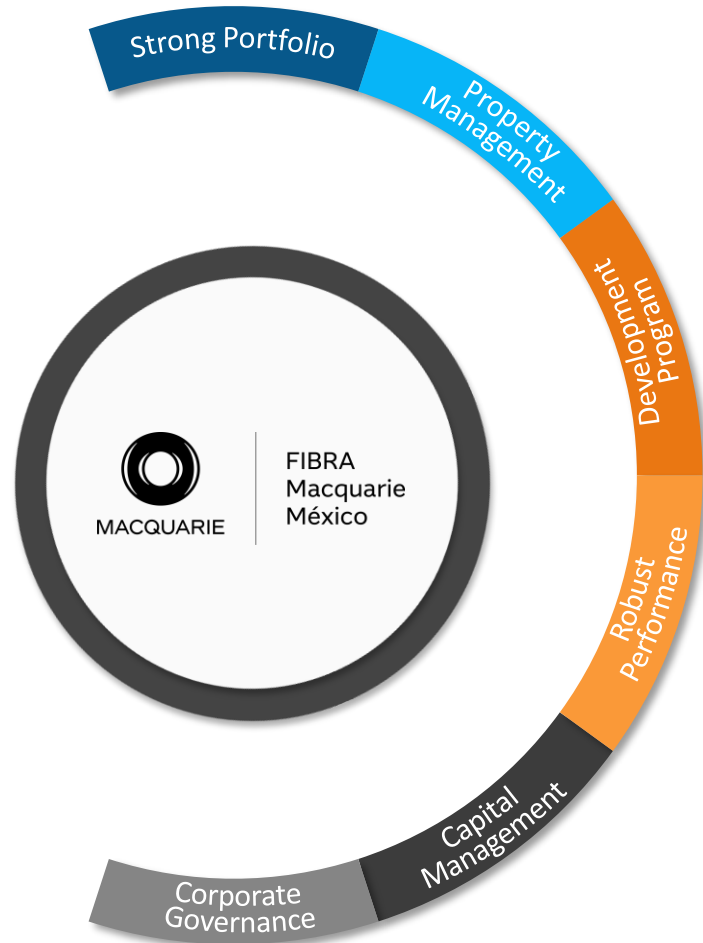 Strong Portfolio
Property
Management
Development
Program
Robust
Performance
Capital
Management
Corporate
Governance
MACQUARIE
FIBRA
Macquarie
México